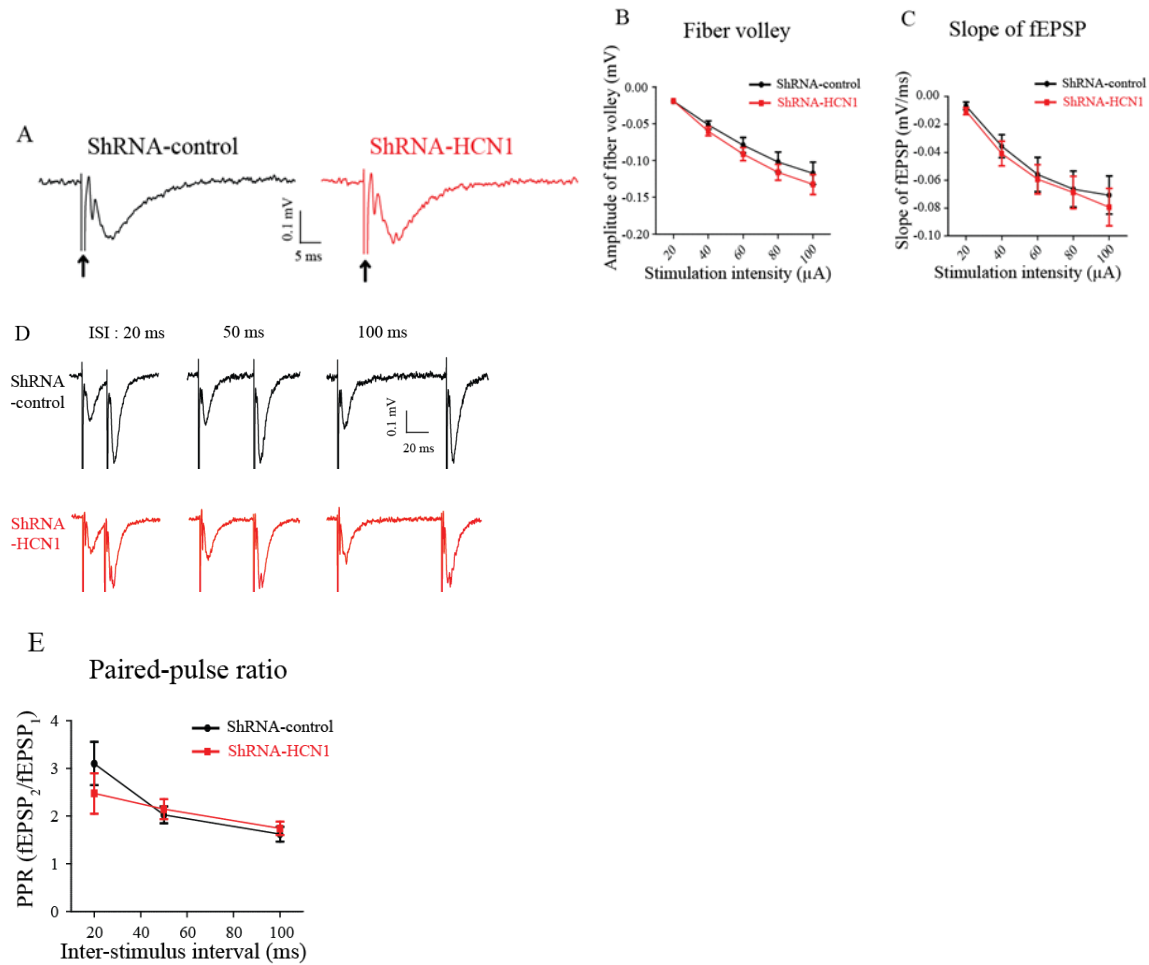 A
ShRNA-control
ShRNA-HCN1
0.1 mV
5 ms
B
Fiber volley
ShRNA-control
ShRNA-HCN1
Amplitude of fiber volley (mV)
0.00
-0.05
-0.10
-0.15
-0.20
20
40
60
80
100
Stimulation intensity (µA)
C
Slope of fEPSP
ShRNA-control
ShRNA-HCN1
Slope of fEPSP (mV/ms)
0.00
-0.02
-0.04
-0.06
-0.08
-0.10
20
40
60
80
100
Stimulation intensity (µA)
D
ISI : 20 ms
50 ms
100 ms
ShRNA
-control
0.1 mV
20 ms
ShRNA
-HCN1
E
Paired-pulse ratio
ShRNA-control
ShRNA-HCN1
PPR (fEPSP2/fEPSP1)
4
3
2
1
0
20
40
60
80
100
Inter-stimulus interval (ms)